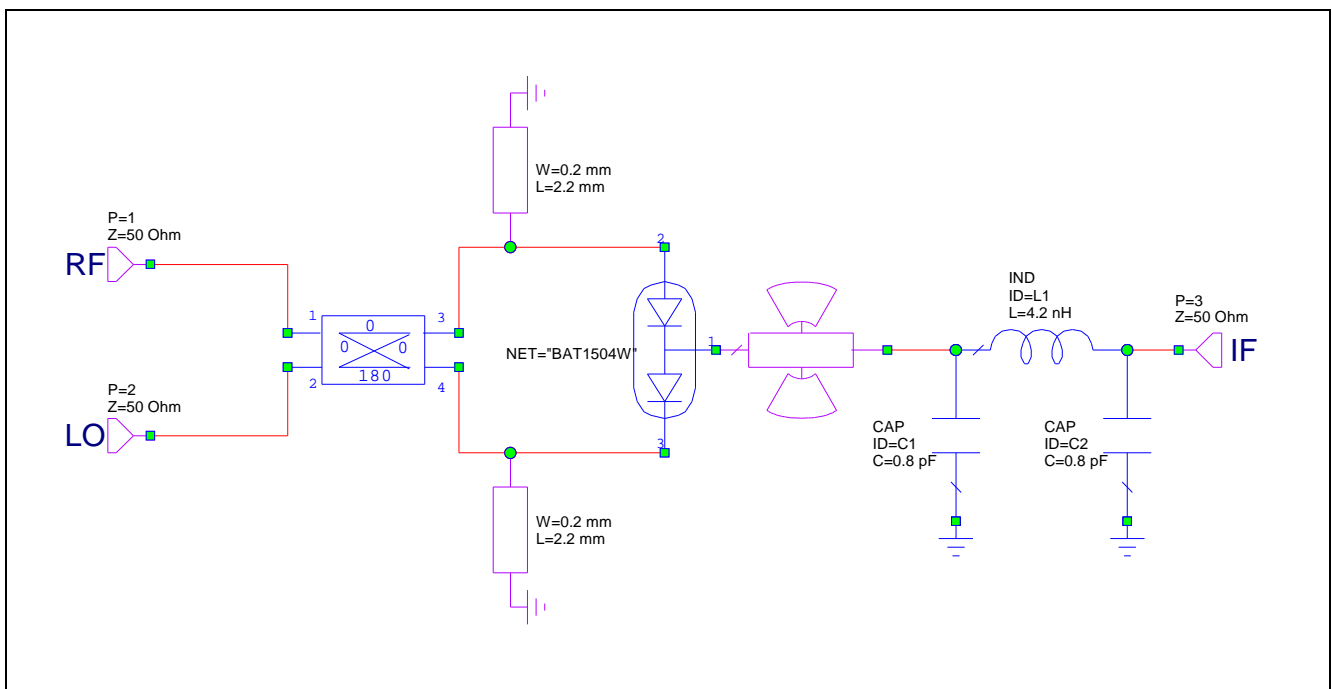 W=0.2 mm
L=2.2 mm
P=1
Z=50 Ohm
RF
2
IND
ID=L1
L=4.2 nH
P=3
Z=50 Ohm
IF
1
0
3
0 0
180
2
4
NET="BAT1504W"
1
P=2
Z=50 Ohm
LO
CAP
ID=C1
C=0.8 pF
CAP
ID=C2
C=0.8 pF
3
W=0.2 mm
L=2.2 mm